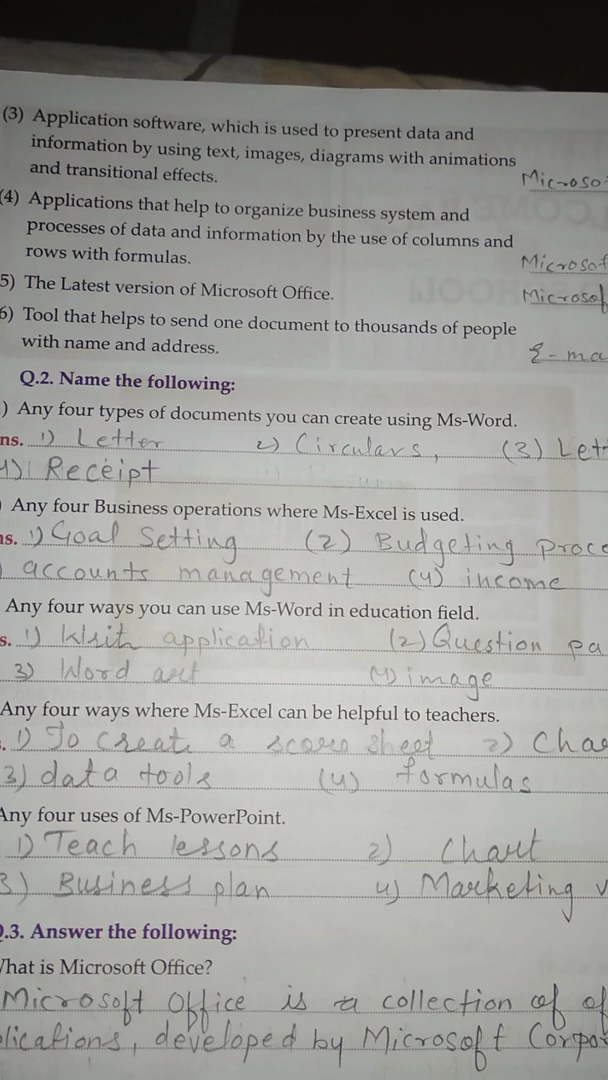 (3) Application software, which is used to present data and
information by using text, images, diagrams with animations
and transitional effects. Microso
4) Applications that help to organize business system and
processes of data and information by the use of columns and
rows with formulas. Microsof
5) The Latest version of Microsoft Office. Microsof
6) Tool that helps to send one document to thousands of people
with name and address. E-ma
Q.2. Name the following:
) Any four types of documents you can create using Ms-Word.
ns. 1) Letter 2) Circulars, (3) Lett
4) Receipt
Any four Business operations where Ms-Excel is used.
ns. 1) Goal Setting (2) Budgeting proce
) accounts management (4) income
Any four ways you can use Ms-Word in education field.
s. 1) Writ application (2) Question pa
3) Word art (4) image
Any four ways where Ms-Excel can be helpful to teachers.
. 1) To create a score sheet 2) Cha
3) data tools (4) formulas
Any four uses of Ms-PowerPoint.
1) Teach lessons 2) Chart
3) Business plan 4) Marketing v
Q.3. Answer the following:
What is Microsoft Office?
Microsoft Office is a collection of of
plications, developed by Microsoft Corpo